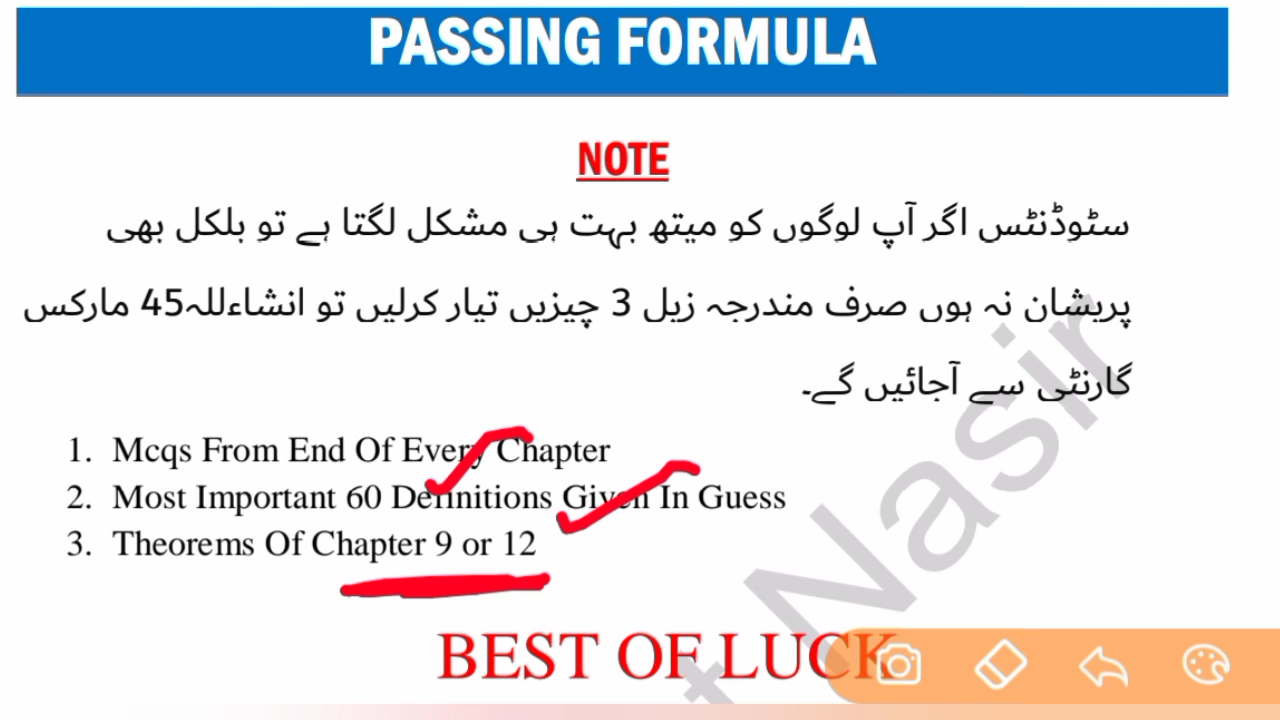 PASSING FORMULA
NOTE
سٹوڈنٹس اگر آپ لوگوں کو میتھ بہت ہی مشکل لگتا ہے تو بلکل بھی
پریشان نہ ہوں صرف مندرجہ زیل 3 چیزیں تیار کرلیں تو انشاءللہ45 مارکس
گارنٹی سے آجائیں گے۔
1. Mcqs From End Of Every Chapter
2. Most Important 60 Definitions Given In Guess
3. Theorems Of Chapter 9 or 12
BEST OF LUCK
t Nasir